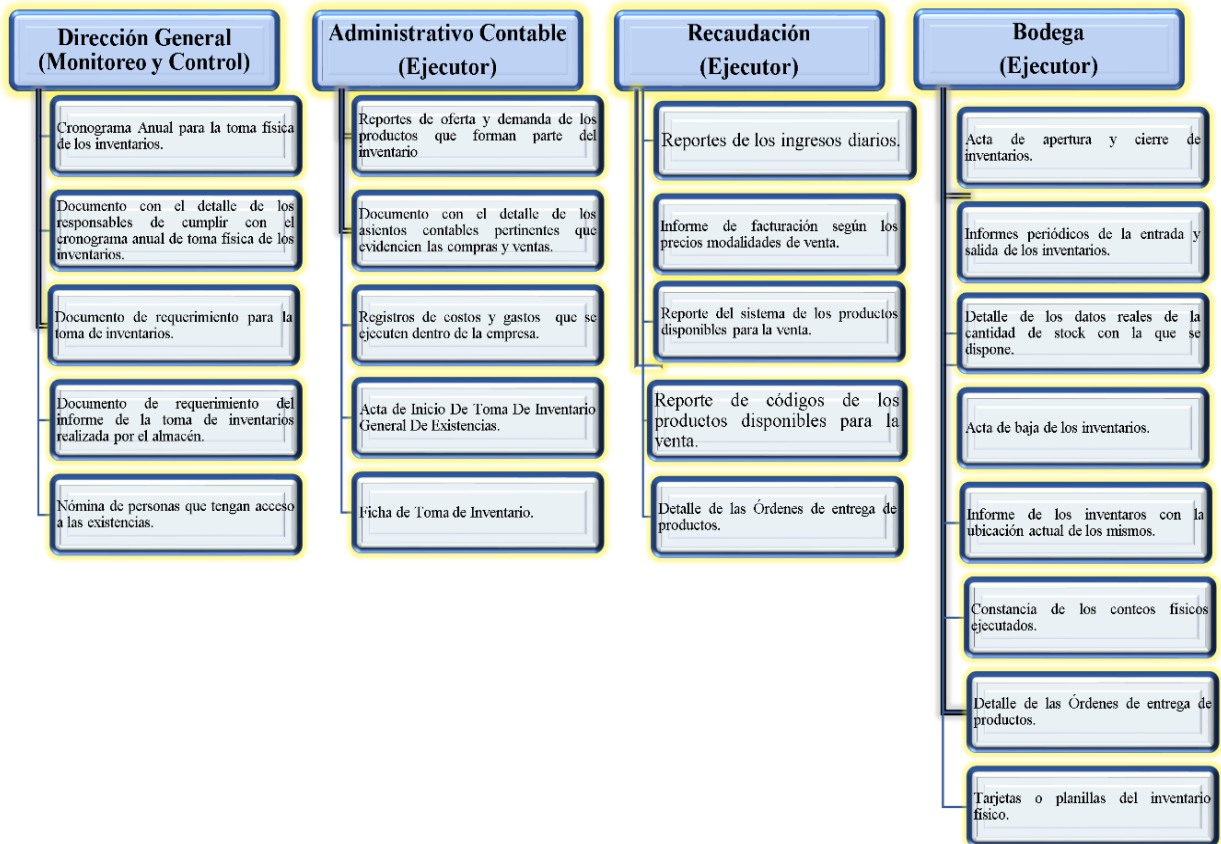 Dirección General
(Monitoreo y Control)
Cronograma Anual para la toma física
de los inventarios.
Documento con el detalle de los
responsables de cumplir con el
cronograma anual de toma física de los
inventarios.
Documento de requerimiento para la
toma de inventarios.
Documento de requerimiento del
informe de la toma de inventarios
realizada por el almacén.
Nómina de personas que tengan acceso
a las existencias.
Administrativo Contable
(Ejecutor)
Reportes de oferta y demanda de los
productos que forman parte del
inventario
Documento con el detalle de los
asientos contables pertinentes que
evidencien las compras y ventas.
Registros de costos y gastos que se
ejecuten dentro de la empresa.
Acta de Inicio De Toma De Inventario
General De Existencias.
Ficha de Toma de Inventario.
Recaudación
(Ejecutor)
Reportes de los ingresos diarios.
Informe de facturación según los
precios modalidades de venta.
Reporte del sistema de los productos
disponibles para la venta.
Reporte de códigos de los
productos disponibles para la
venta.
Detalle de las Órdenes de entrega de
productos.
Bodega
(Ejecutor)
Acta de apertura y cierre de
inventarios.
Informes periódicos de la entrada y
salida de los inventarios.
Detalle de los datos reales de la
cantidad de stock con la que se
dispone.
Acta de baja de los inventarios.
Informe de los inventaros con la
ubicación actual de los mismos.
Constancia de los conteos físicos
ejecutados.
Detalle de las Órdenes de entrega de
productos.
Tarjetas o planillas del inventario
físico.